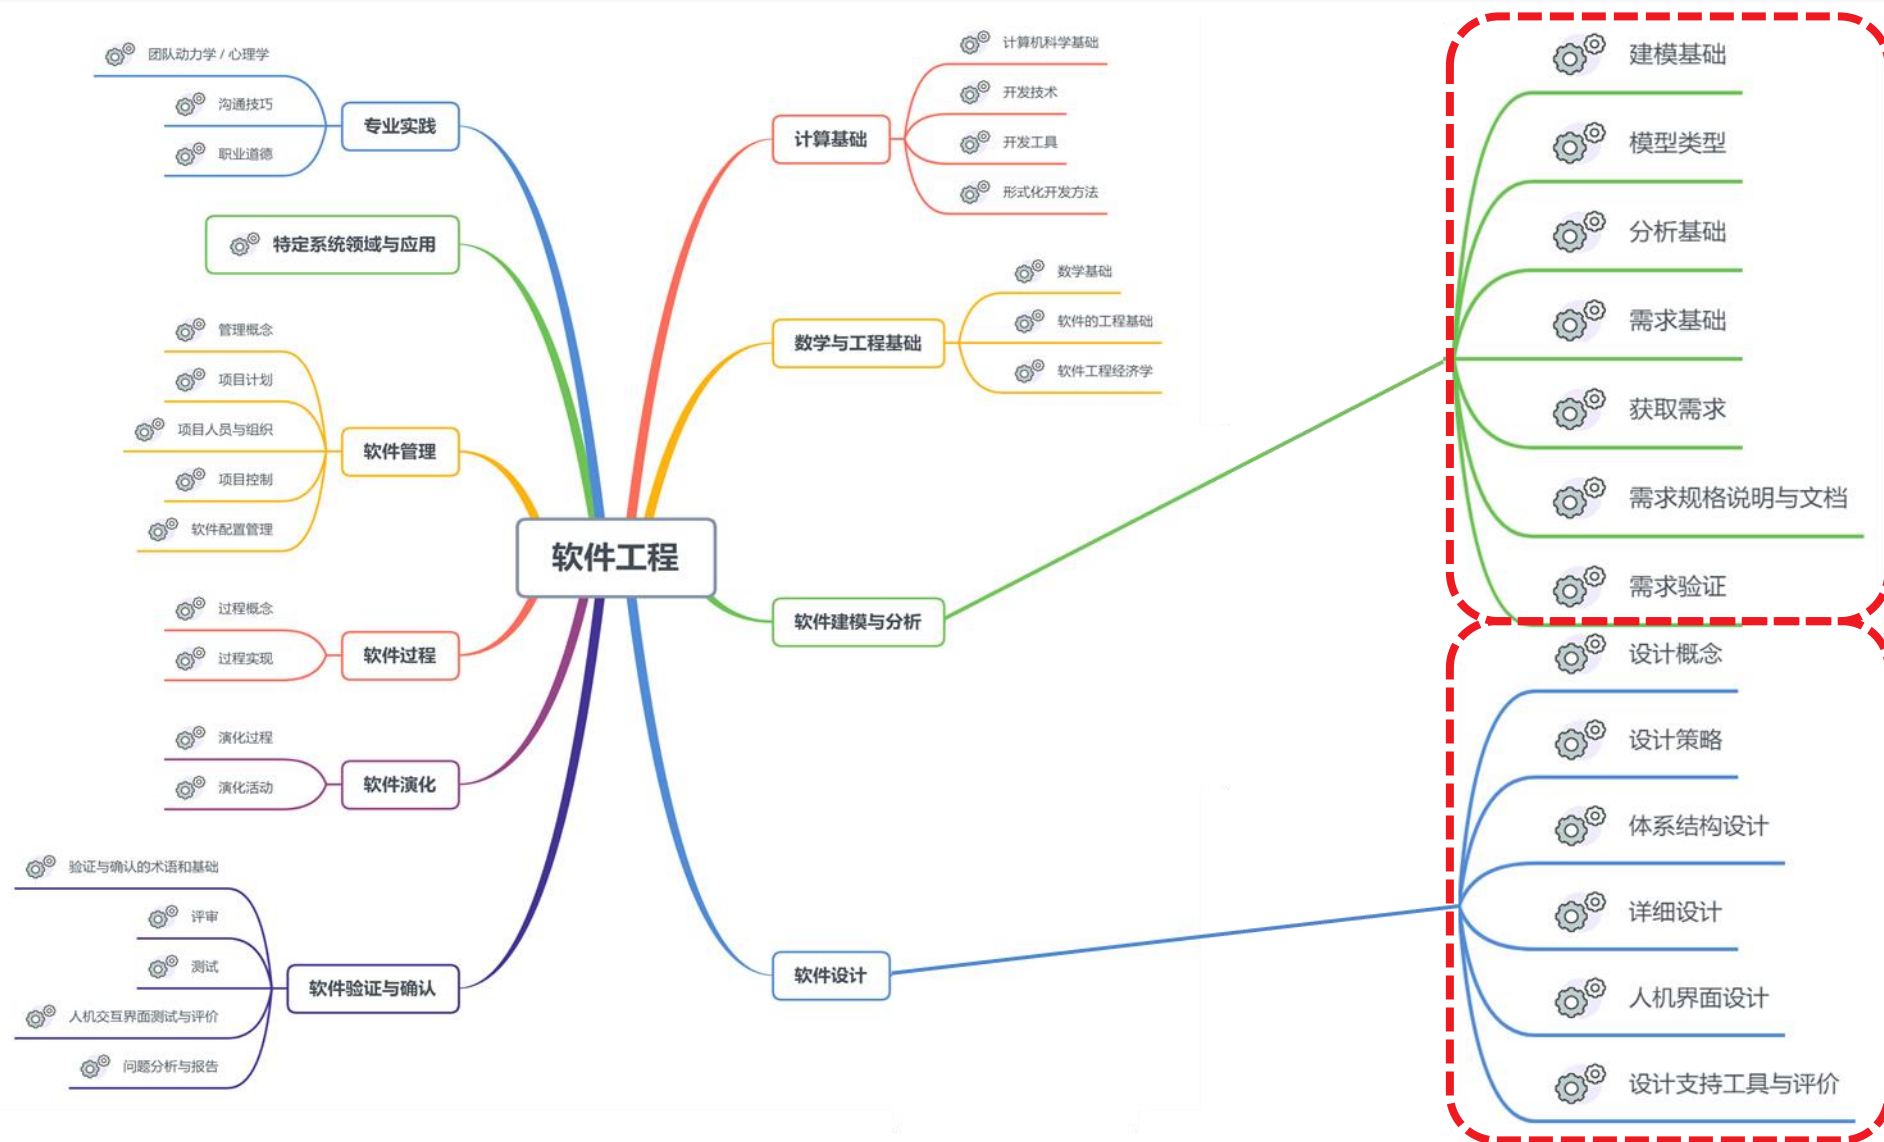 团队动力学 / 心理学
沟通技巧
职业道德
专业实践
特定系统领域与应用
管理概念
项目计划
项目人员与组织
项目控制
软件配置管理
软件管理
过程概念
过程实现
软件过程
演化过程
演化活动
软件演化
验证与确认的术语和基础
评审
测试
人机交互界面测试与评价
问题分析与报告
软件验证与确认
软件工程
计算基础
计算机科学基础
开发技术
开发工具
形式化开发方法
数学与工程基础
数学基础
软件的工程基础
软件工程经济学
软件建模与分析
建模基础
模型类型
分析基础
需求基础
获取需求
需求规格说明与文档
需求验证
软件设计
设计概念
设计策略
体系结构设计
详细设计
人机界面设计
设计支持工具与评价